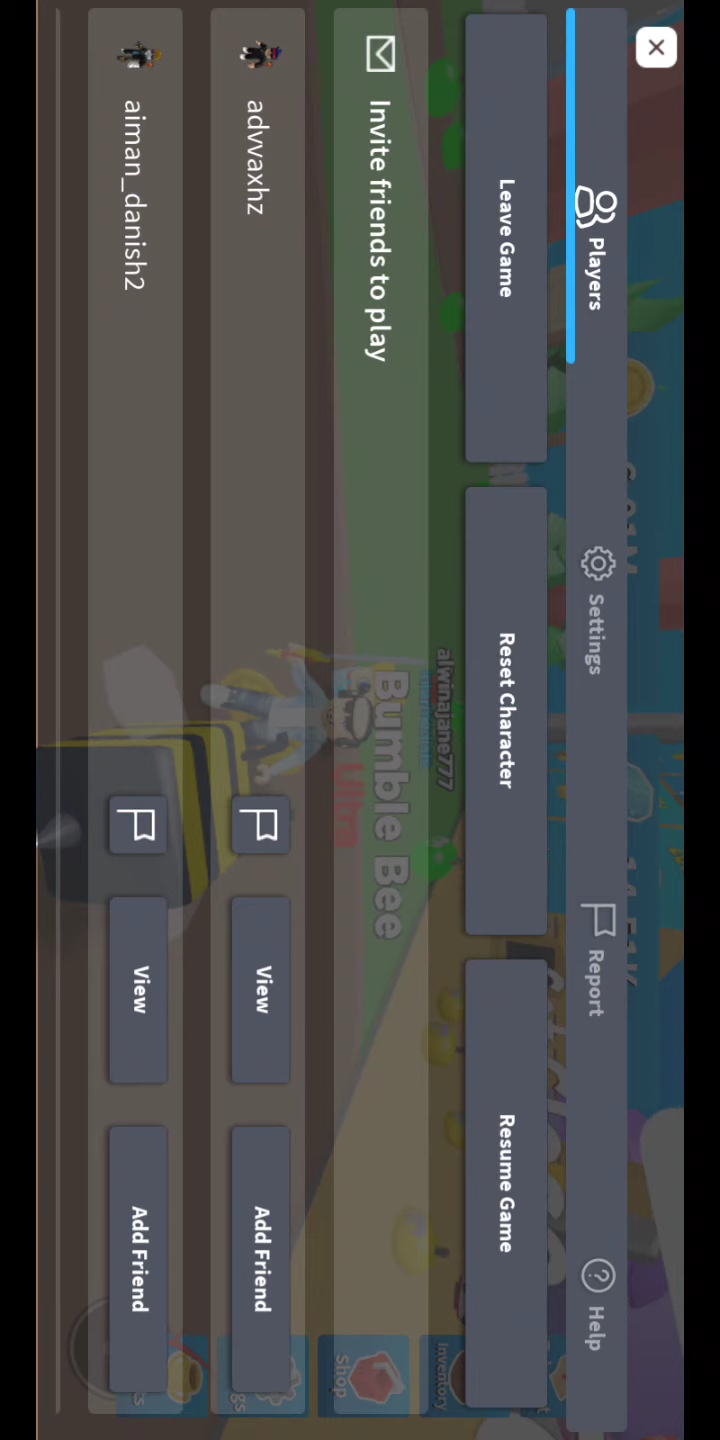 Players
Settings
Report
Help
Leave Game
Reset Character
Resume Game
Invite friends to play
advvaxhz
View
Add Friend
aiman_danish2
View
Add Friend
alwinajane777
Bumble Bee
Ultra
Inventory
Shop